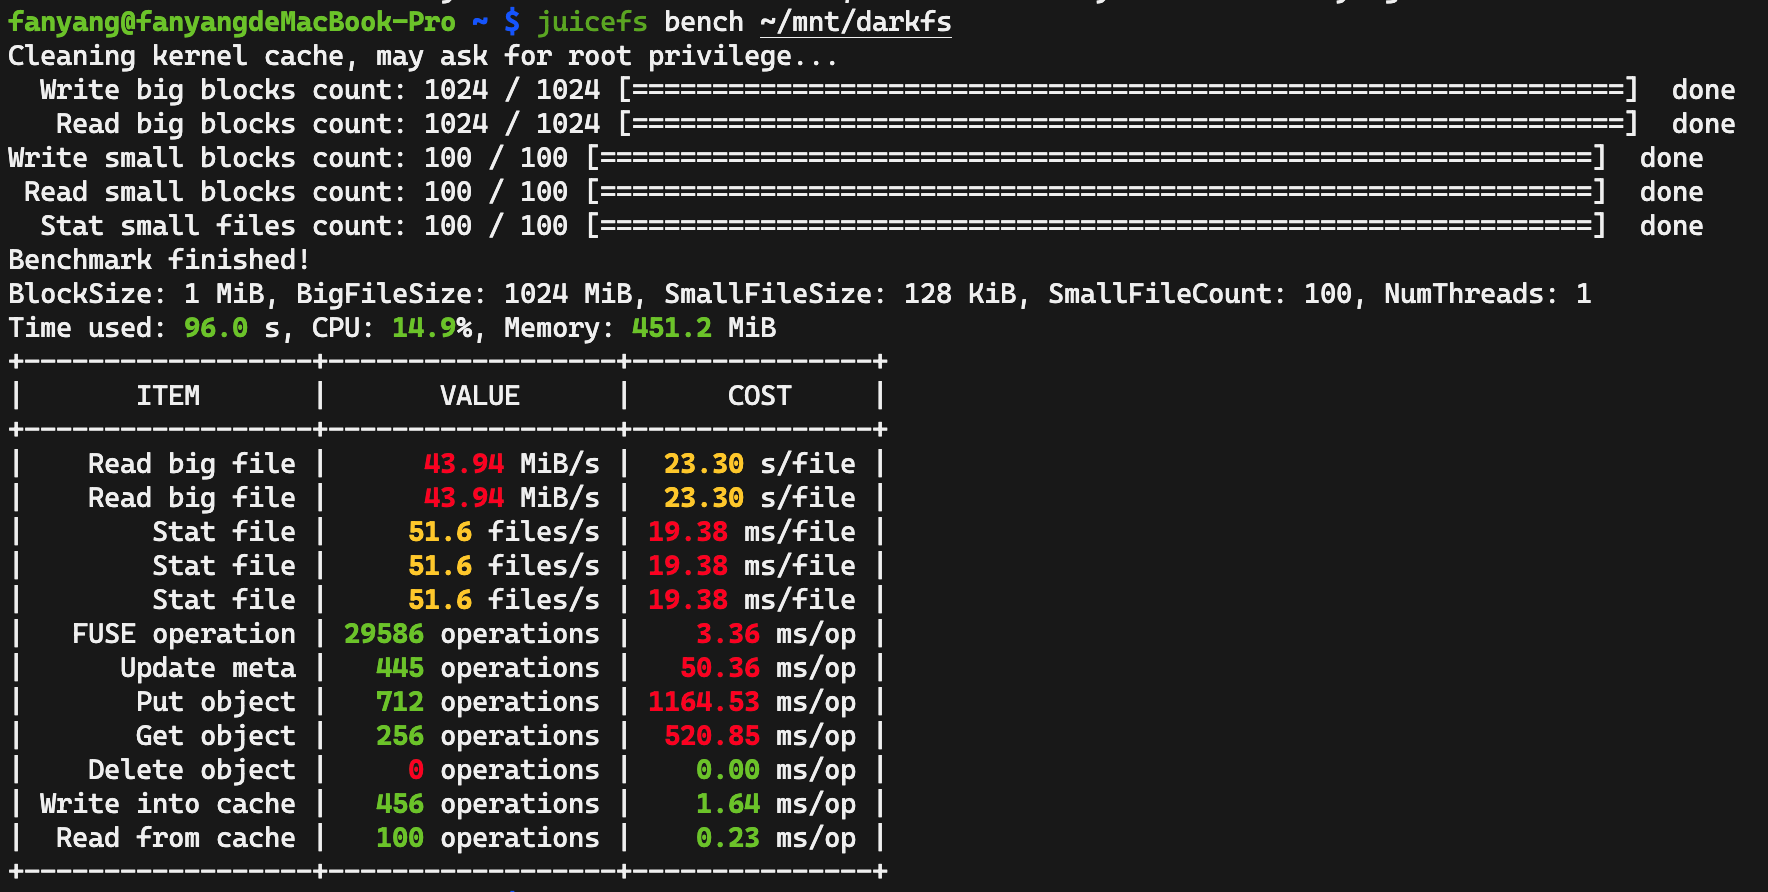 fanyang@fanyangdeMacBook-Pro ~ $ juicefs bench ~/mnt/darkfs
Cleaning kernel cache, may ask for root privilege...
  Write big blocks count: 1024 / 1024 [==============================================================]  done
   Read big blocks count: 1024 / 1024 [==============================================================]  done
Write small blocks count: 100 / 100 [==============================================================]  done
 Read small blocks count: 100 / 100 [==============================================================]  done
  Stat small files count: 100 / 100 [==============================================================]  done
Benchmark finished!
BlockSize: 1 MiB, BigFileSize: 1024 MiB, SmallFileSize: 128 KiB, SmallFileCount: 100, NumThreads: 1
Time used: 96.0 s, CPU: 14.9%, Memory: 451.2 MiB
+------------------+------------------+---------------+
|       ITEM       |       VALUE      |      COST     |
+------------------+------------------+---------------+
|    Read big file |      43.94 MiB/s |  23.30 s/file |
|    Read big file |      43.94 MiB/s |  23.30 s/file |
|        Stat file |     51.6 files/s | 19.38 ms/file |
|        Stat file |     51.6 files/s | 19.38 ms/file |
|        Stat file |     51.6 files/s | 19.38 ms/file |
|   FUSE operation | 29586 operations |    3.36 ms/op |
|      Update meta |   445 operations |   50.36 ms/op |
|       Put object |   712 operations | 1164.53 ms/op |
|       Get object |   256 operations |  520.85 ms/op |
|    Delete object |     0 operations |    0.00 ms/op |
| Write into cache |   456 operations |    1.64 ms/op |
|  Read from cache |   100 operations |    0.23 ms/op |
+------------------+------------------+---------------+